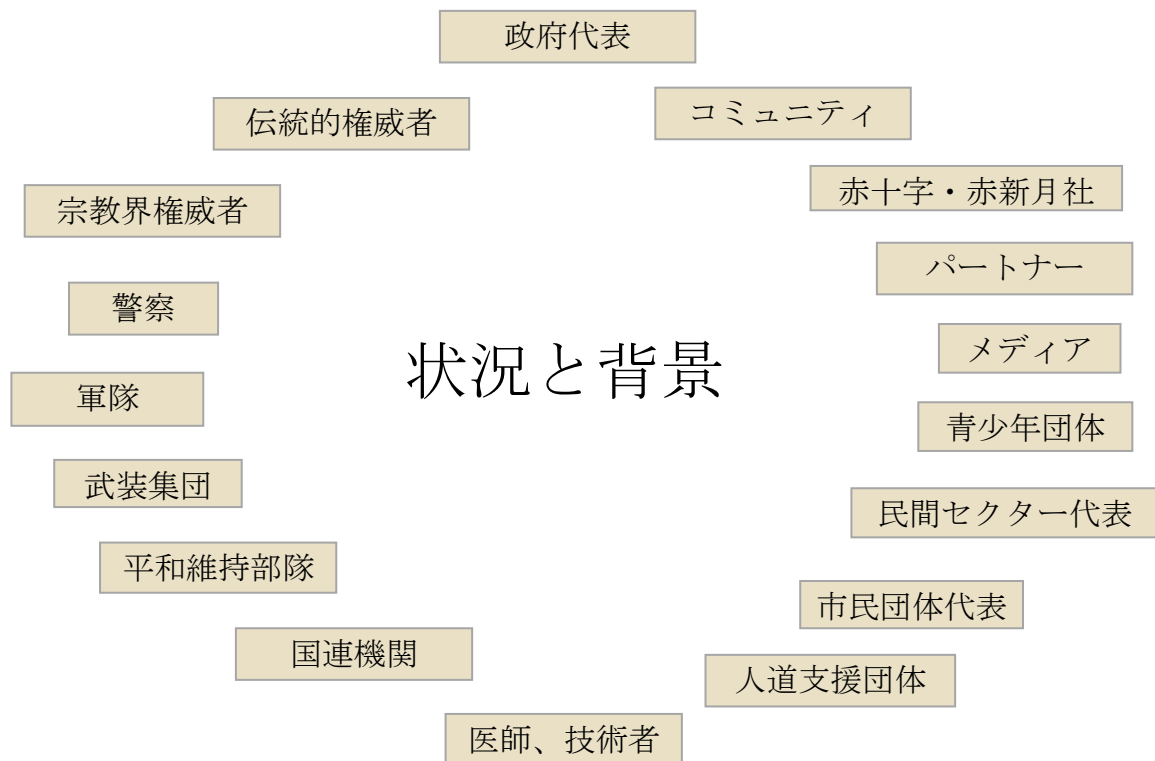 政府代表
コミュニティ
伝統的権威者
赤十字・赤新月社
宗教界権威者
パートナー
警察
メディア
状況と背景
軍隊
青少年団体
武装集団
民間セクター代表
平和維持部隊
市民団体代表
国連機関
人道支援団体
医師、技術者